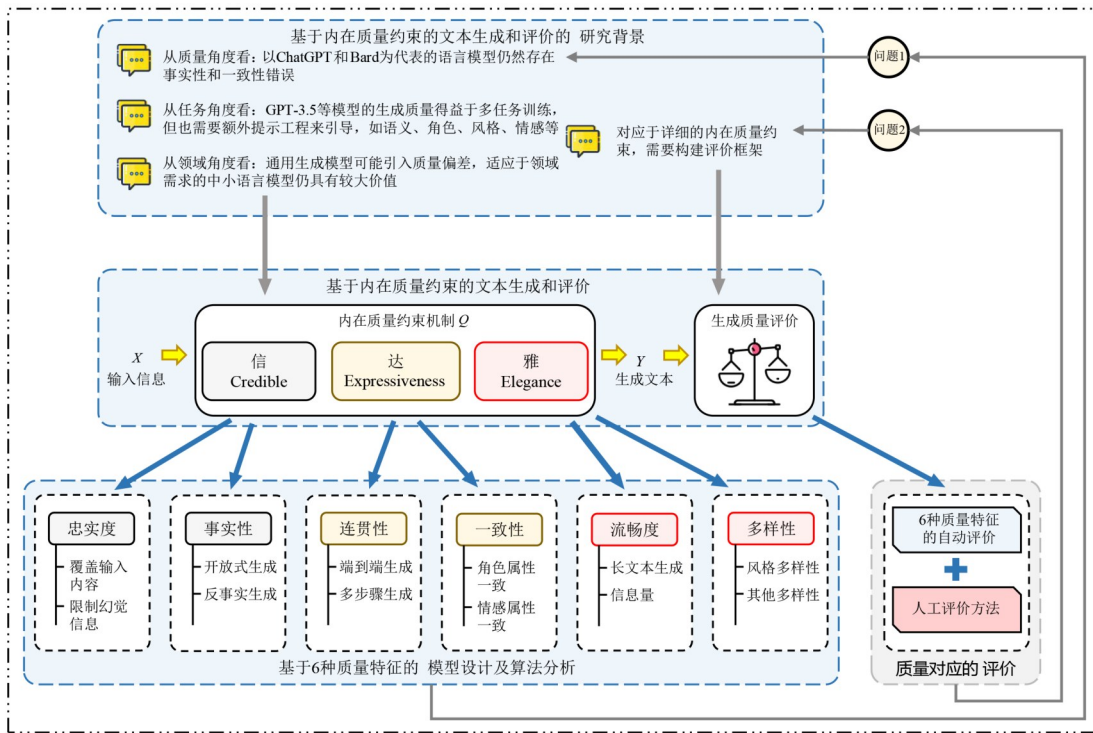 基于内在质量约束的文本生成和评价的 研究背景
从质量角度看：以ChatGPT和Bard为代表的语言模型仍然存在
事实性和一致性错误
问题1
从任务角度看：GPT-3.5等模型的生成质量得益于多任务训练，
但也需要额外提示工程来引导，如语义、角色、风格、情感等
从领域角度看：通用生成模型可能引入质量偏差，适应于领域
需求的中小语言模型仍具有较大价值
对应于详细的内在质量约
束，需要构建评价框架
问题2
基于内在质量约束的文本生成和评价
X
输入信息
内在质量约束机制 Q
信
Credible
达
Expressiveness
雅
Elegance
Y
生成文本
生成质量评价
忠实度
覆盖输入
内容
限制幻觉
信息
事实性
开放式生成
反事实生成
连贯性
端到端生成
多步骤生成
一致性
角色属性
一致
情感属性
一致
流畅度
长文本生成
信息量
多样性
风格多样性
其他多样性
基于6种质量特征的 模型设计及算法分析
6种质量特征
的自动评价
人工评价方法
质量对应的 评价